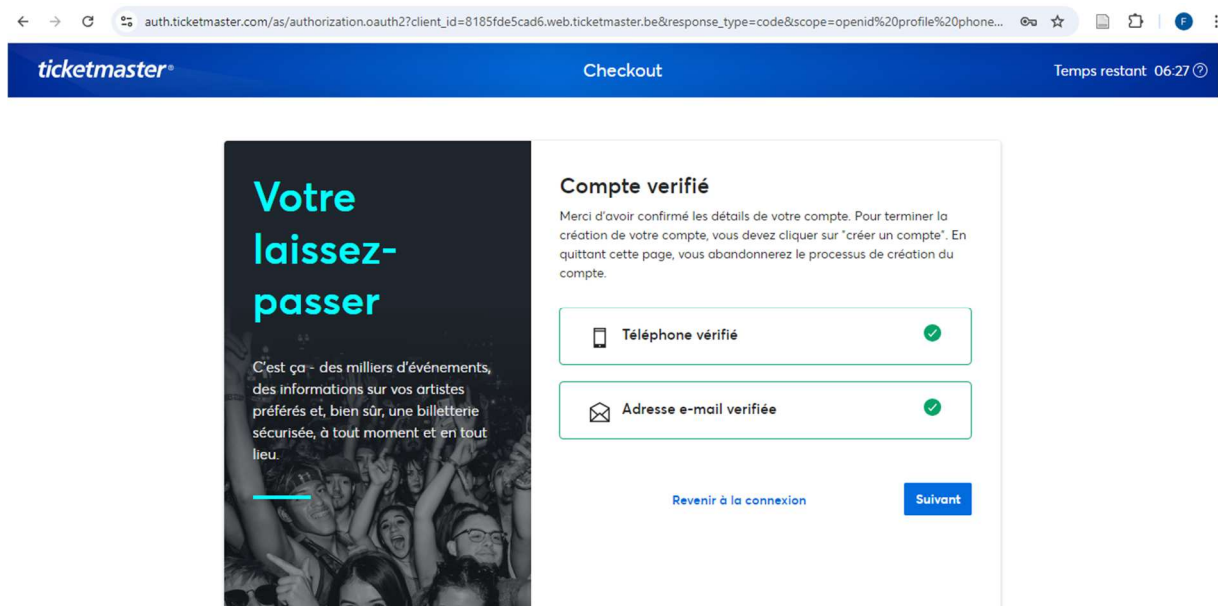 auth.ticketmaster.com/as/authorization.oauth2?client_id=8185fde5cad6.web.ticketmaster.be&response_type=code&scope=openid%20profile%20phone...
F
ticketmaster®
Checkout
Temps restant 06:27
Votre
laissez-
passer
C'est ça - des milliers d'événements,
des informations sur vos artistes
préférés et, bien sûr, une billetterie
sécurisée, à tout moment et en tout
lieu.
Compte verifié
Merci d'avoir confirmé les détails de votre compte. Pour terminer la
création de votre compte, vous devez cliquer sur "créer un compte". En
quittant cette page, vous abandonnerez le processus de création du
compte.
Téléphone vérifié
Adresse e-mail verifiée
Revenir à la connexion
Suivant